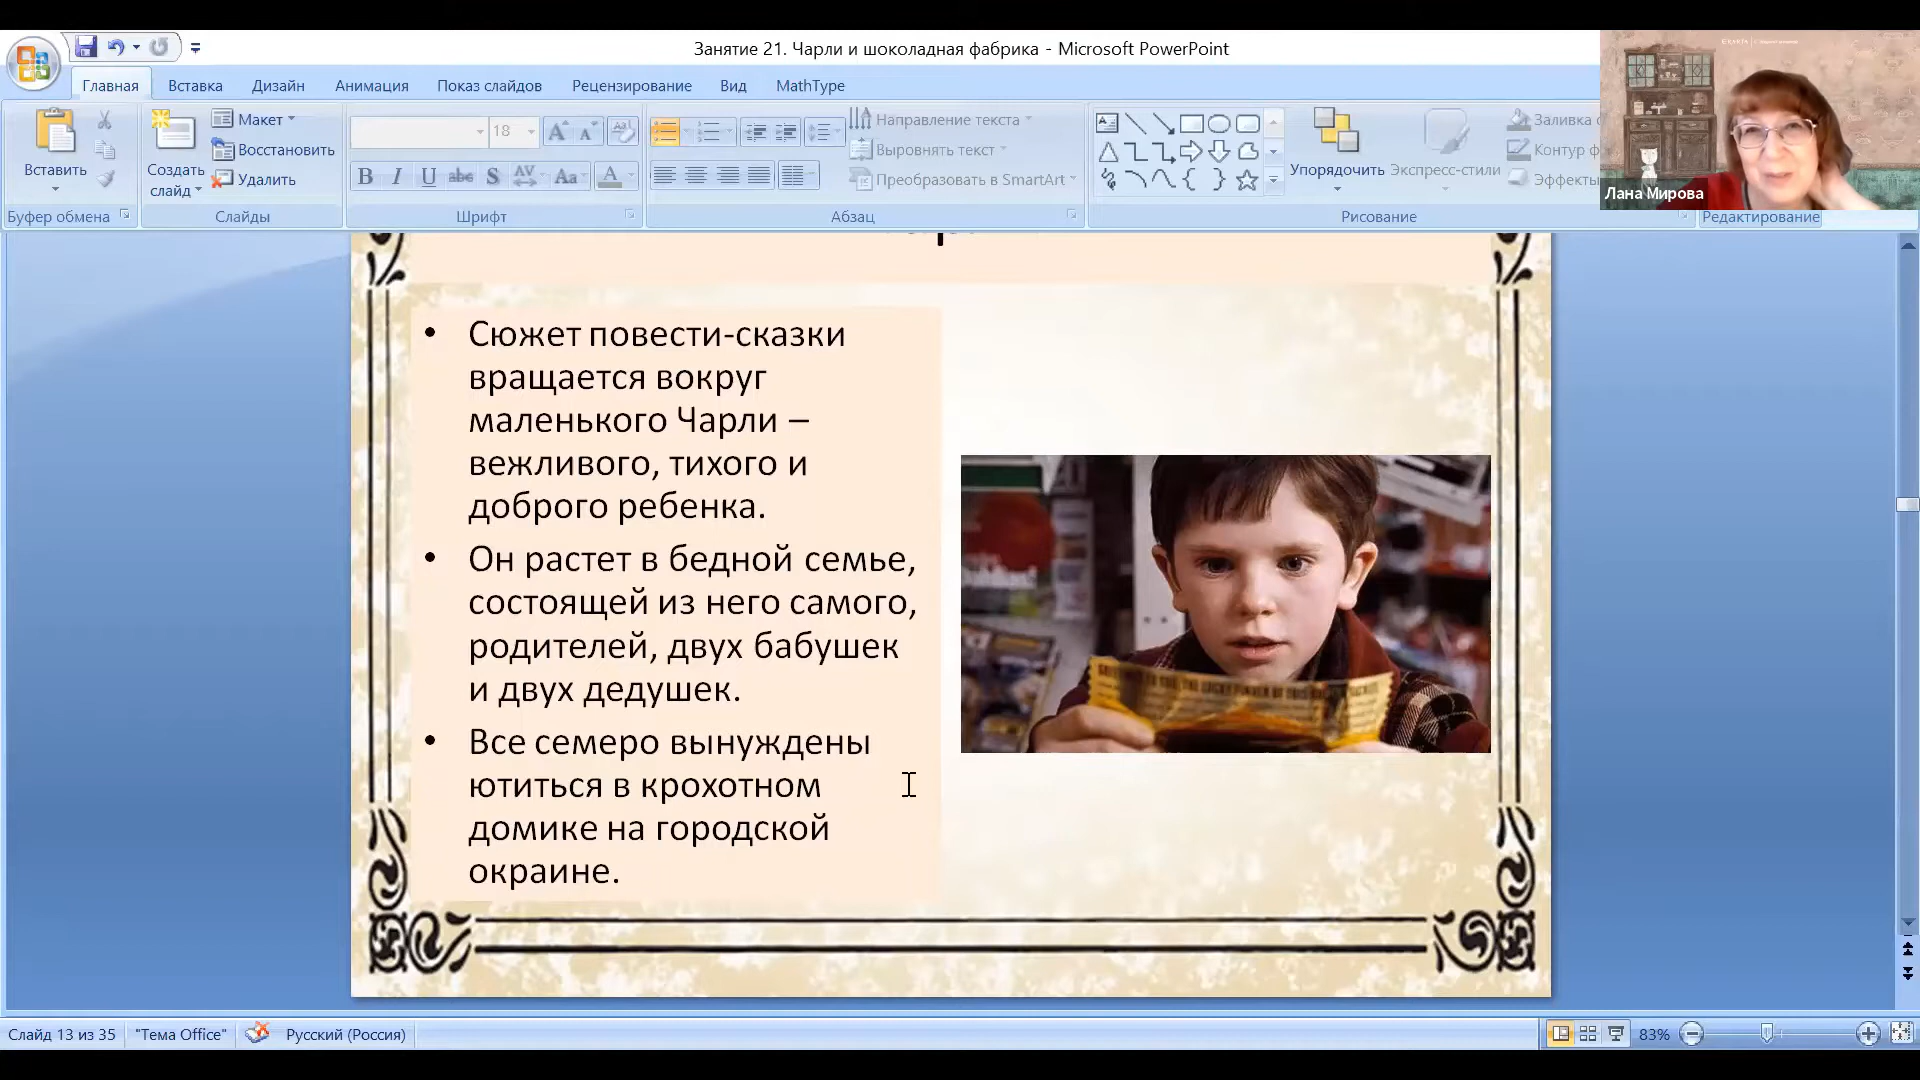 Занятие 21. Чарли и шоколадная фабрика - Microsoft PowerPoint
Главная Вставка Дизайн Анимация Показ слайдов Рецензирование Вид MathType
Вставить
Буфер обмена
Создать слайд
Макет
Восстановить
Удалить
Слайды
18
Шрифт
Направление текста
Выровнять текст
Преобразовать в SmartArt
Абзац
Упорядочить
Экспресс-стили
Заливка
Контур ф
Эффекты
Рисование
Редактирование
Лана Мирова
• Сюжет повести-сказки
вращается вокруг
маленького Чарли –
вежливого, тихого и
доброго ребенка.
• Он растет в бедной семье,
состоящей из него самого,
родителей, двух бабушек
и двух дедушек.
• Все семеро вынуждены
ютиться в крохотном
домике на городской
окраине.
Слайд 13 из 35 "Тема Office" Русский (Россия) 83%